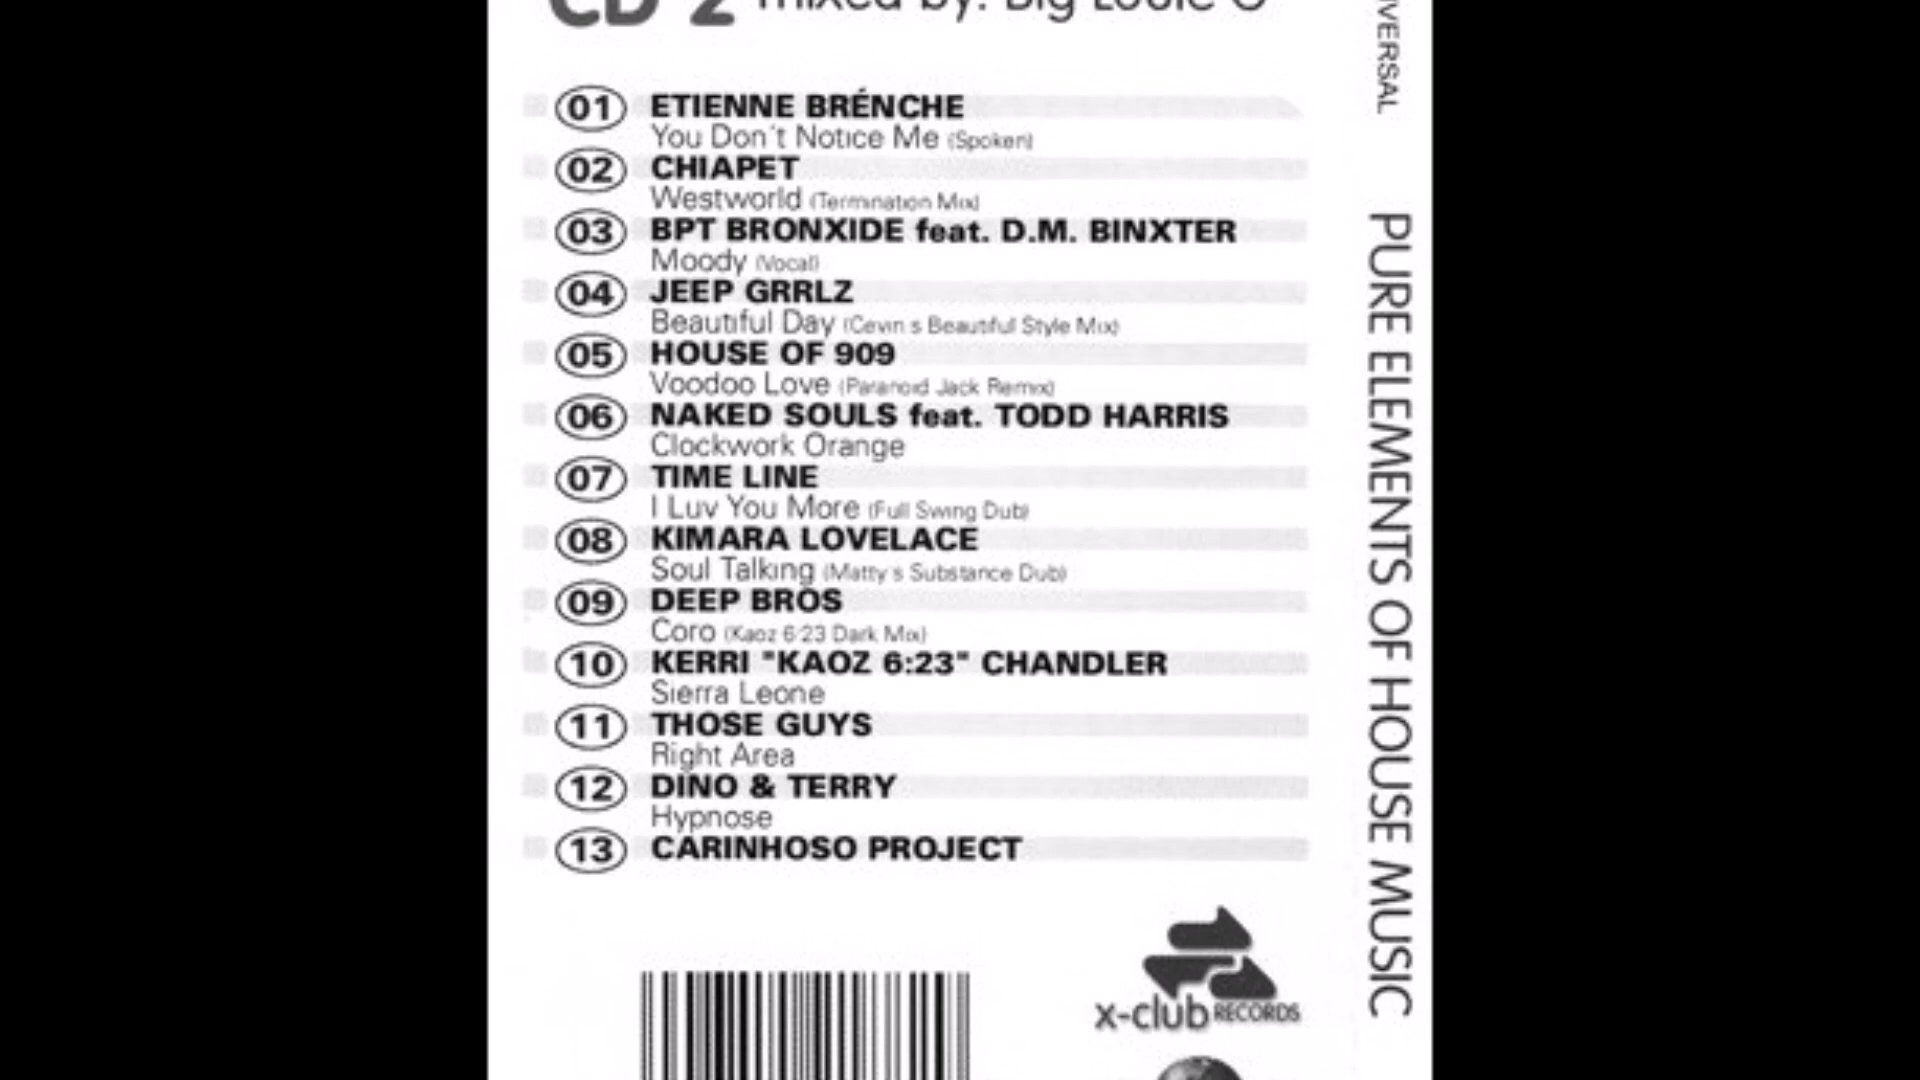 CD 2 mixed by: Big Louie
01 ETIENNE BRÉNCHE
You Don´t Notice Me (Spoken)
02 CHIAPET
Westworld (Termination Mix)
03 BPT BRONXIDE feat. D.M. BINXTER
Moody (Vocal)
04 JEEP GRRLZ
Beautiful Day (Cevin s Beautiful Style Mix)
05 HOUSE OF 909
Voodoo Love (Paranoid Jack Remix)
06 NAKED SOULS feat. TODD HARRIS
Clockwork Orange
07 TIME LINE
I Luv You More (Full Swing Dub)
08 KIMARA LOVELACE
Soul Talking (Matty's Substance Dub)
09 DEEP BROS
Coro (Kaoz 6:23 Dark Mix)
10 KERRI "KAOZ 6:23" CHANDLER
Sierra Leone
11 THOSE GUYS
Right Area
12 DINO & TERRY
Hypnose
13 CARINHOSO PROJECT
x-club RECORDS
PURE ELEMENTS OF HOUSE MUSIC